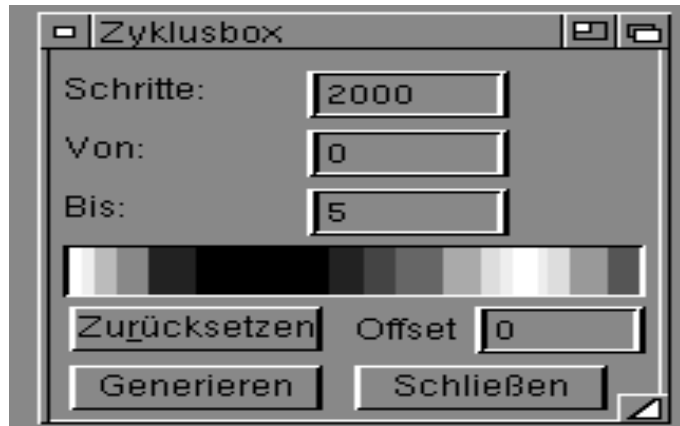 Zyklusbox
Schritte: 2000
Von: 0
Bis: 5
Zurücksetzen Offset 0
Generieren Schließen